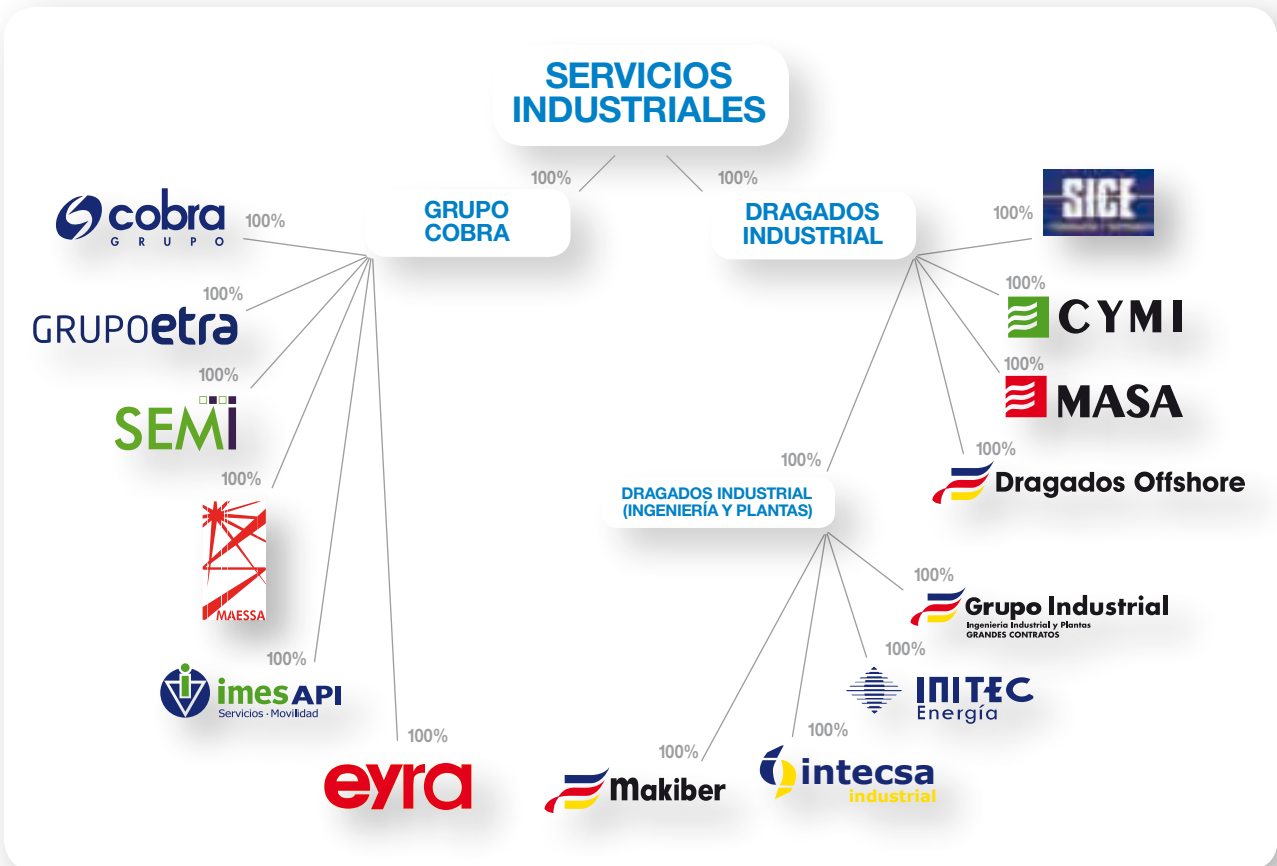 SERVICIOS
INDUSTRIALES
100%
100%
GRUPO
COBRA
DRAGADOS
INDUSTRIAL
cobra
GRUPO
100%
100%
SICE
100%
GRUPOetra
100%
CYMI
100%
SEMI
100%
MASA
100%
MAESSA
100%
Dragados Offshore
100%
DRAGADOS INDUSTRIAL
(INGENIERÍA Y PLANTAS)
100%
Grupo Industrial
Ingeniería Industrial y Plantas
GRANDES CONTRATOS
100%
imesAPI
Servicios · Movilidad
100%
INITEC
Energía
100%
eyra
100%
Makiber
100%
intecsa
industrial